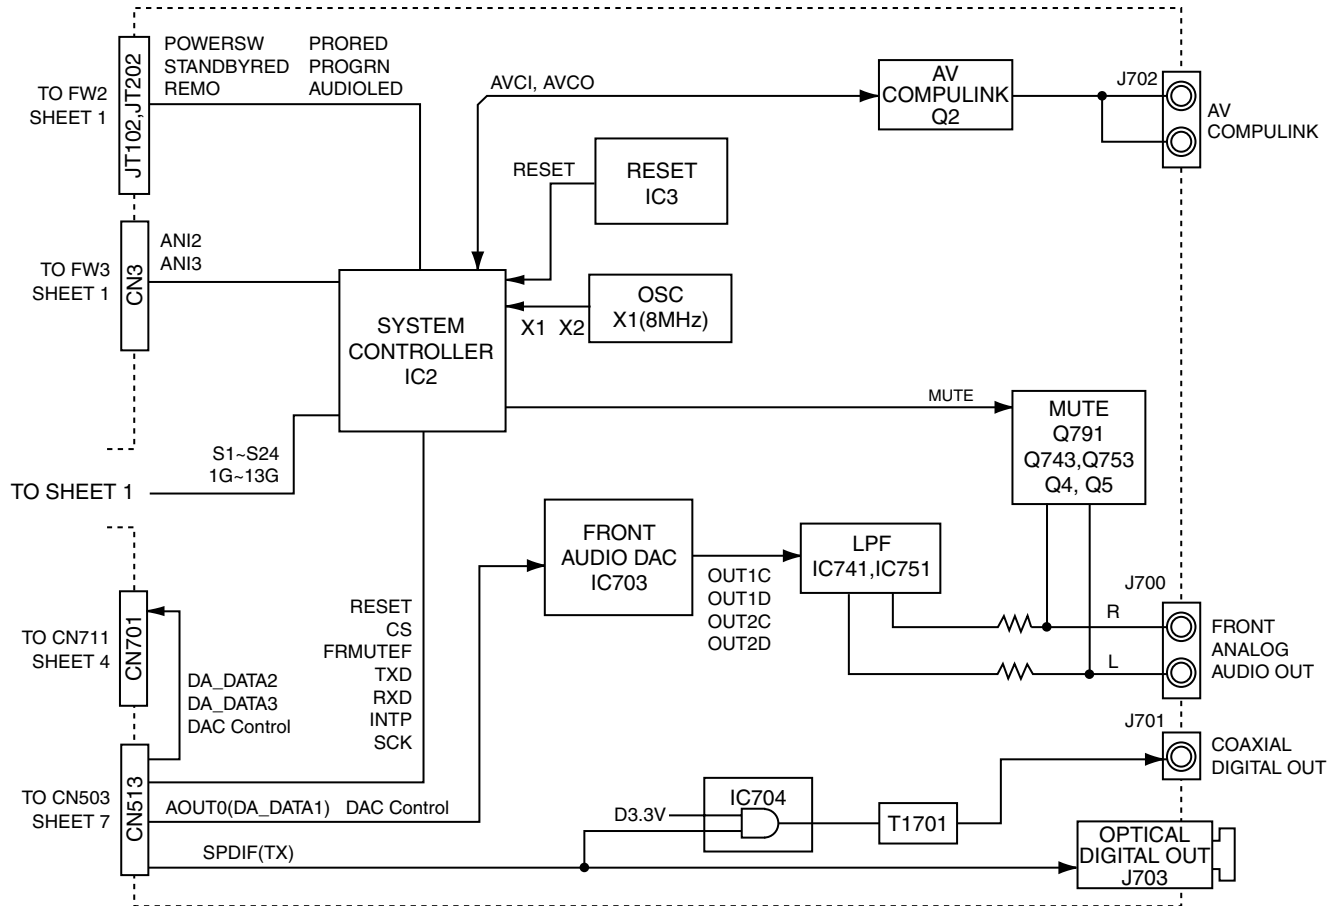 POWERSW
STANDBYRED
REMO
PRORED
PROGRN
AUDIOLED
TO FW2
SHEET 1
JT102,JT202
AVCI, AVCO
AV
COMPULINK
Q2
J702
AV
COMPULINK
RESET
RESET
IC3
TO FW3
SHEET 1
CN3
ANI2
ANI3
SYSTEM
CONTROLLER
IC2
X1 X2
OSC
X1(8MHz)
MUTE
MUTE
Q791
Q743,Q753
Q4, Q5
S1~S24
1G~13G
TO SHEET 1
FRONT
AUDIO DAC
IC703
OUT1C
OUT1D
OUT2C
OUT2D
LPF
IC741,IC751
J700
R
L
FRONT
ANALOG
AUDIO OUT
TO CN711
SHEET 4
CN701
DA_DATA2
DA_DATA3
DAC Control
RESET
CS
FRMUTEF
TXD
RXD
INTP
SCK
J701
COAXIAL
DIGITAL OUT
TO CN503
SHEET 7
CN513
AOUT0(DA_DATA1) DAC Control
D3.3V
IC704
T1701
SPDIF(TX)
OPTICAL
DIGITAL OUT
J703